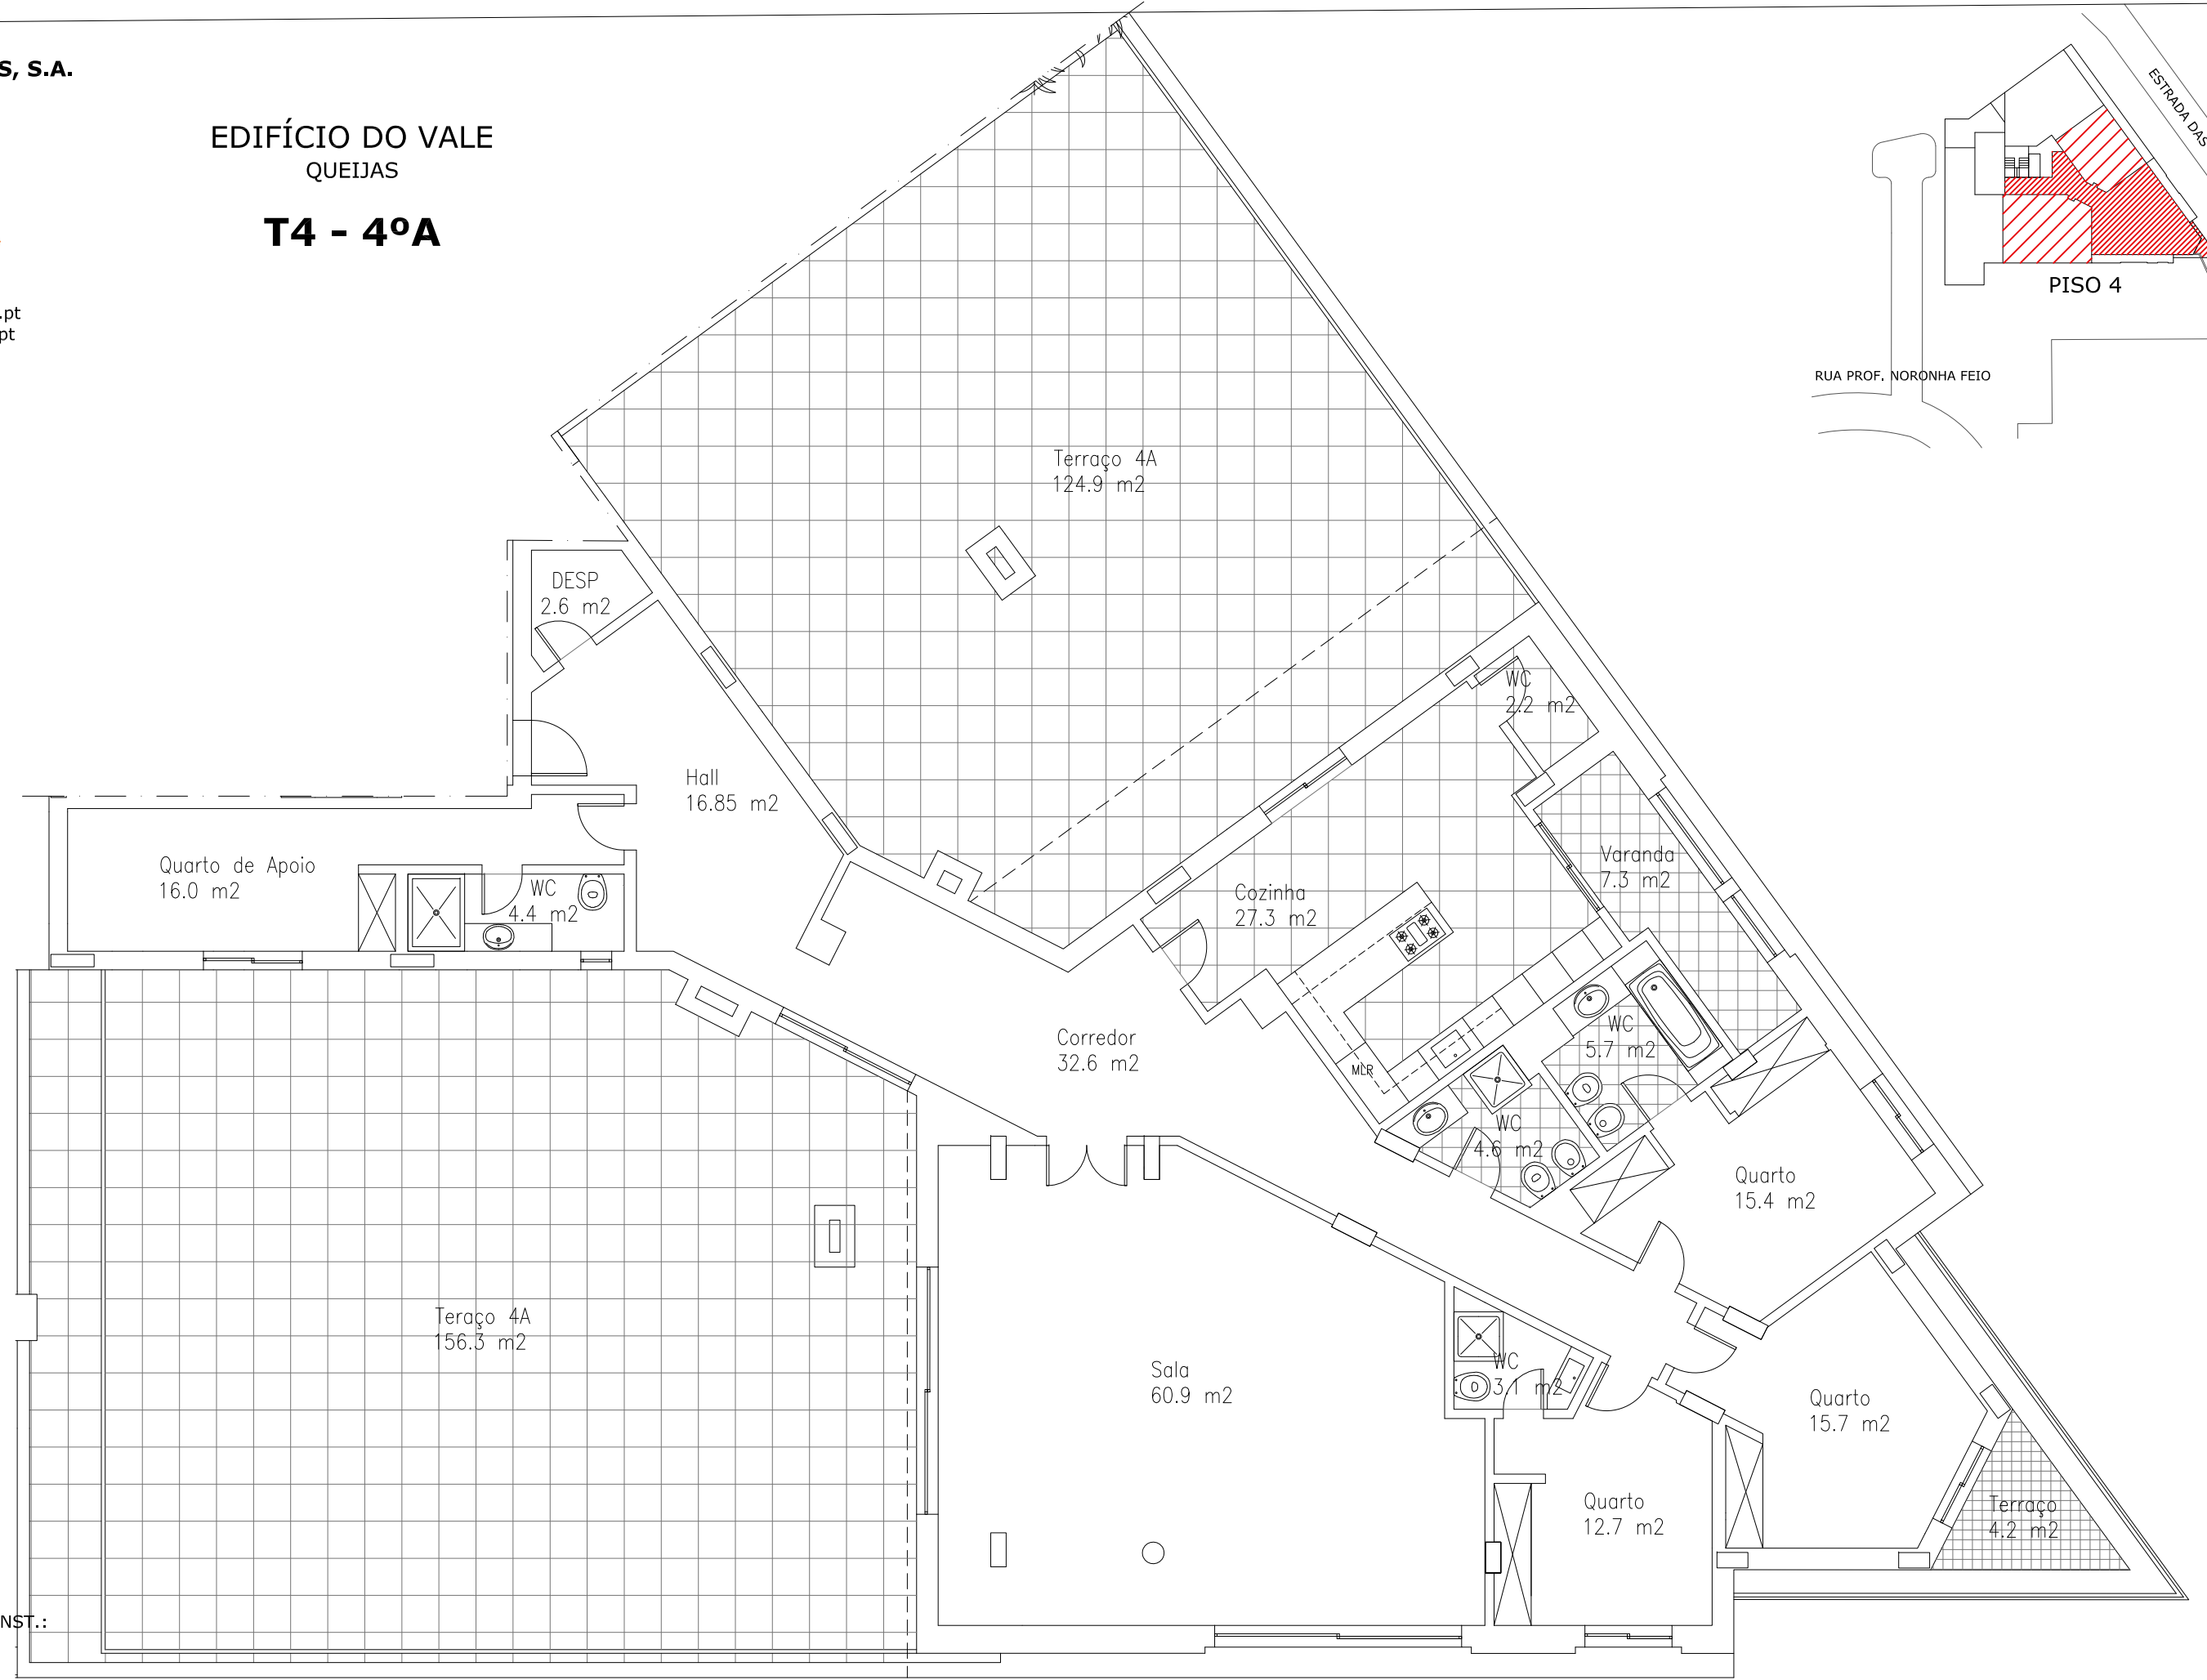 S, S.A.
EDIFÍCIO DO VALE
QUEIJAS
T4 - 4ºA
.pt
pt
ESTRADA DAS
PISO 4
RUA PROF. NORONHA FEIO
Terraço 4A
124.9 m2
DESP
2.6 m2
WC
2.2 m2
Hall
16.85 m2
Quarto de Apoio
16.0 m2
WC
4.4 m2
Cozinha
27.3 m2
Varanda
7.3 m2
Corredor
32.6 m2
MLR
WC
5.7 m2
WC
4.6 m2
Quarto
15.4 m2
Teraço 4A
156.3 m2
Sala
60.9 m2
WC
3.1 m2
Quarto
15.7 m2
Quarto
12.7 m2
Terraço
4.2 m2
NST.: